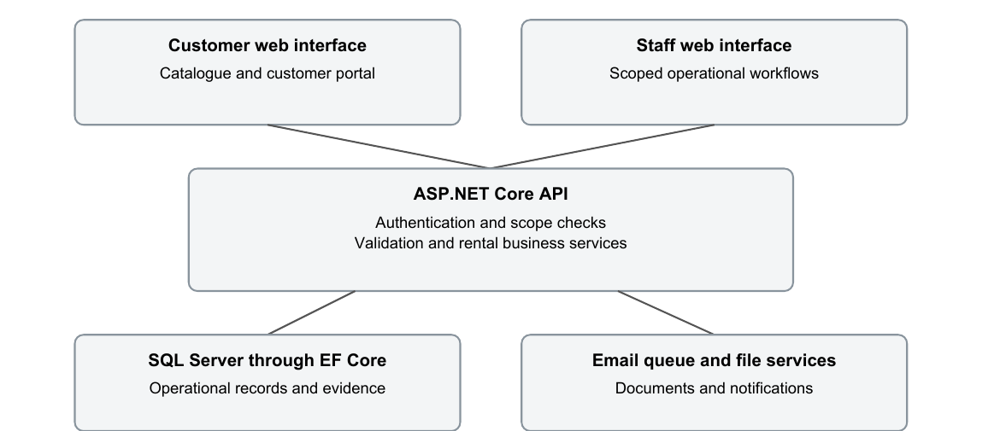 Customer web interface
Catalogue and customer portal
Staff web interface
Scoped operational workflows
ASP.NET Core API
Authentication and scope checks
Validation and rental business services
SQL Server through EF Core
Operational records and evidence
Email queue and file services
Documents and notifications